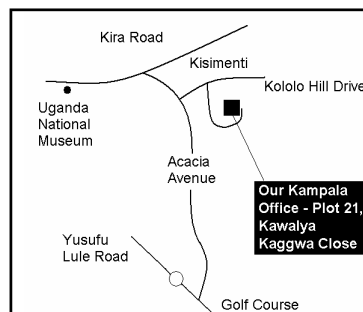 Kira Road
Kisimenti
Kololo Hill Drive
Uganda
National
Museum
Acacia
Avenue
Our Kampala
Office - Plot 21,
Kawalya
Kaggwa Close
Yusufu
Lule Road
Golf Course